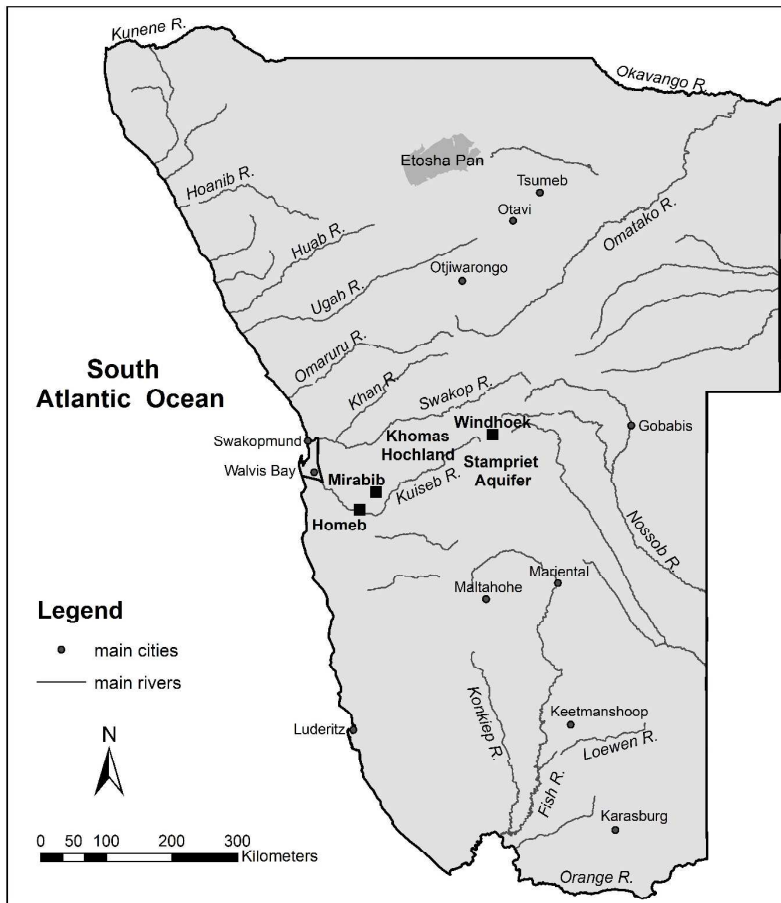 Kunene R.
Okavango R.
Etosha Pan
Tsumeb
Hoanib R.
Otavi
Omatako R.
Huab R.
Otjiwarongo
Ugab R.
Omaruru R.
South
Atlantic Ocean
Khan R.
Swakop R.
Windhoek
Gobabis
Swakopmund
Khomas
Hochland
Stampriet
Aquifer
Walvis Bay
Mirabib
Kuiseb R.
Homeb
Nossob R.
Mariental
Maltahohe
Legend
main cities
main rivers
Konkiep R.
Keetmanshoop
Luderitz
Loewen R.
N
Fish R.
Karasburg
0 50 100 200 300
Kilometers
Orange R.